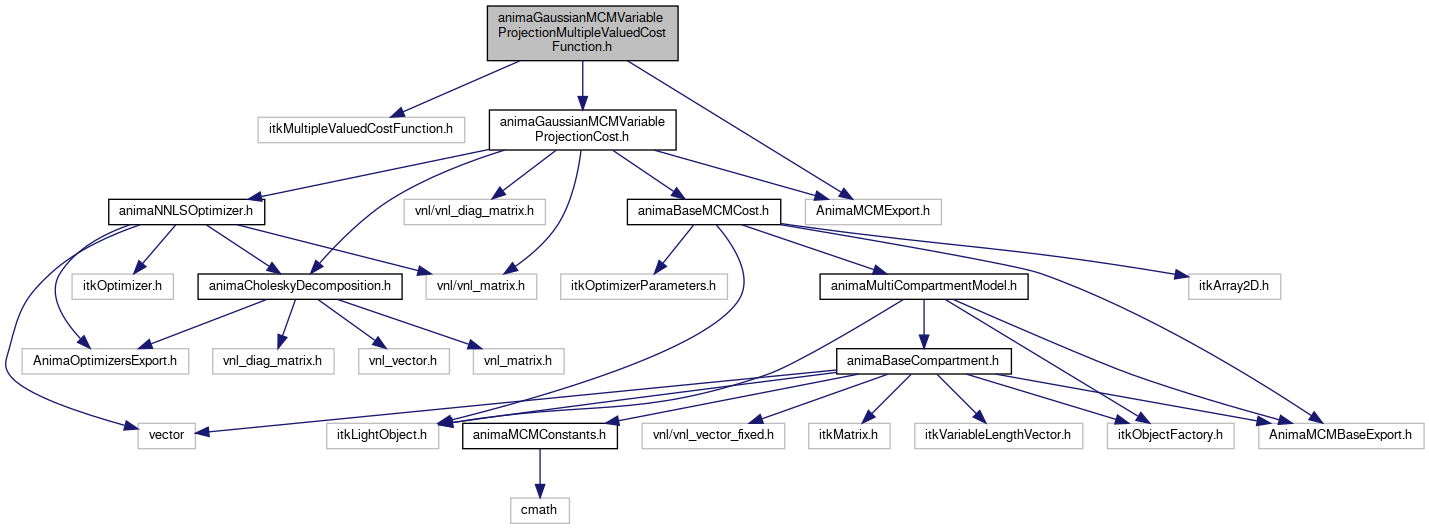 animaGaussianMCMVariable
ProjectionMultipleValuedCost
Function.h
itkMultipleValuedCostFunction.h
animaGaussianMCMVariable
ProjectionCost.h
animaNNLSOptimizer.h
vnl/vnl_diag_matrix.h
animaBaseMCMCost.h
AnimaMCMExport.h
itkOptimizer.h
animaCholeskyDecomposition.h
vnl/vnl_matrix.h
itkOptimizerParameters.h
animaMultiCompartmentModel.h
itkArray2D.h
AnimaOptimizersExport.h
vnl_diag_matrix.h
vnl_vector.h
vnl_matrix.h
animaBaseCompartment.h
vector
itkLightObject.h
animaMCMConstants.h
vnl/vnl_vector_fixed.h
itkMatrix.h
itkVariableLengthVector.h
itkObjectFactory.h
AnimaMCMBaseExport.h
cmath